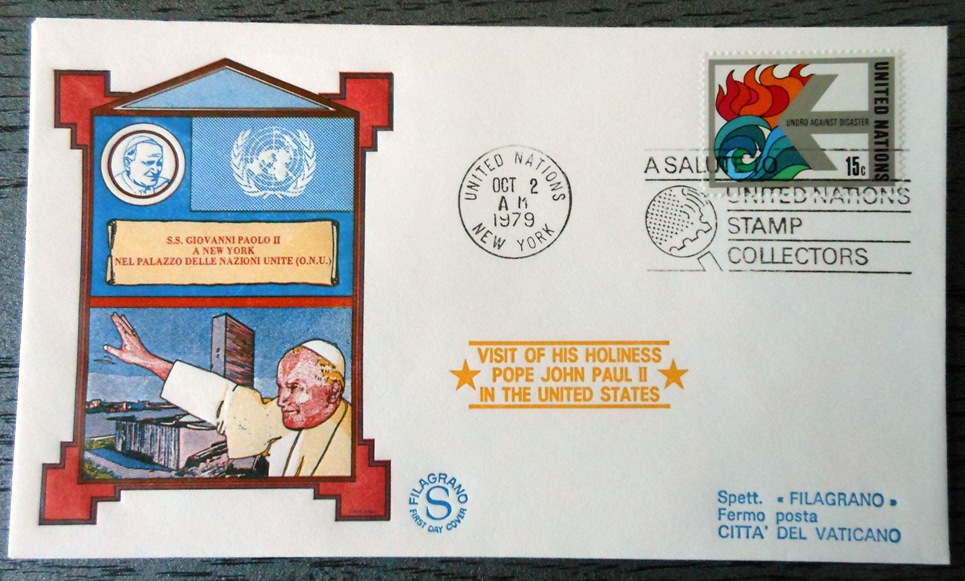 S.S. GIOVANNI PAOLO II
A NEW YORK
NEL PALAZZO DELLE NAZIONI UNITE (O.N.U.)
UNITED NATIONS
OCT 2
AM
1979
NEW YORK
UNITED NATIONS
UNDRO AGAINST DISASTER
15c
A SALUTE TO
UNITED NATIONS
STAMP
COLLECTORS
VISIT OF HIS HOLINESS
POPE JOHN PAUL II
IN THE UNITED STATES
FILAGRANO
S
FIRST DAY COVER
Spett. « FILAGRANO »
Fermo posta
CITTA' DEL VATICANO